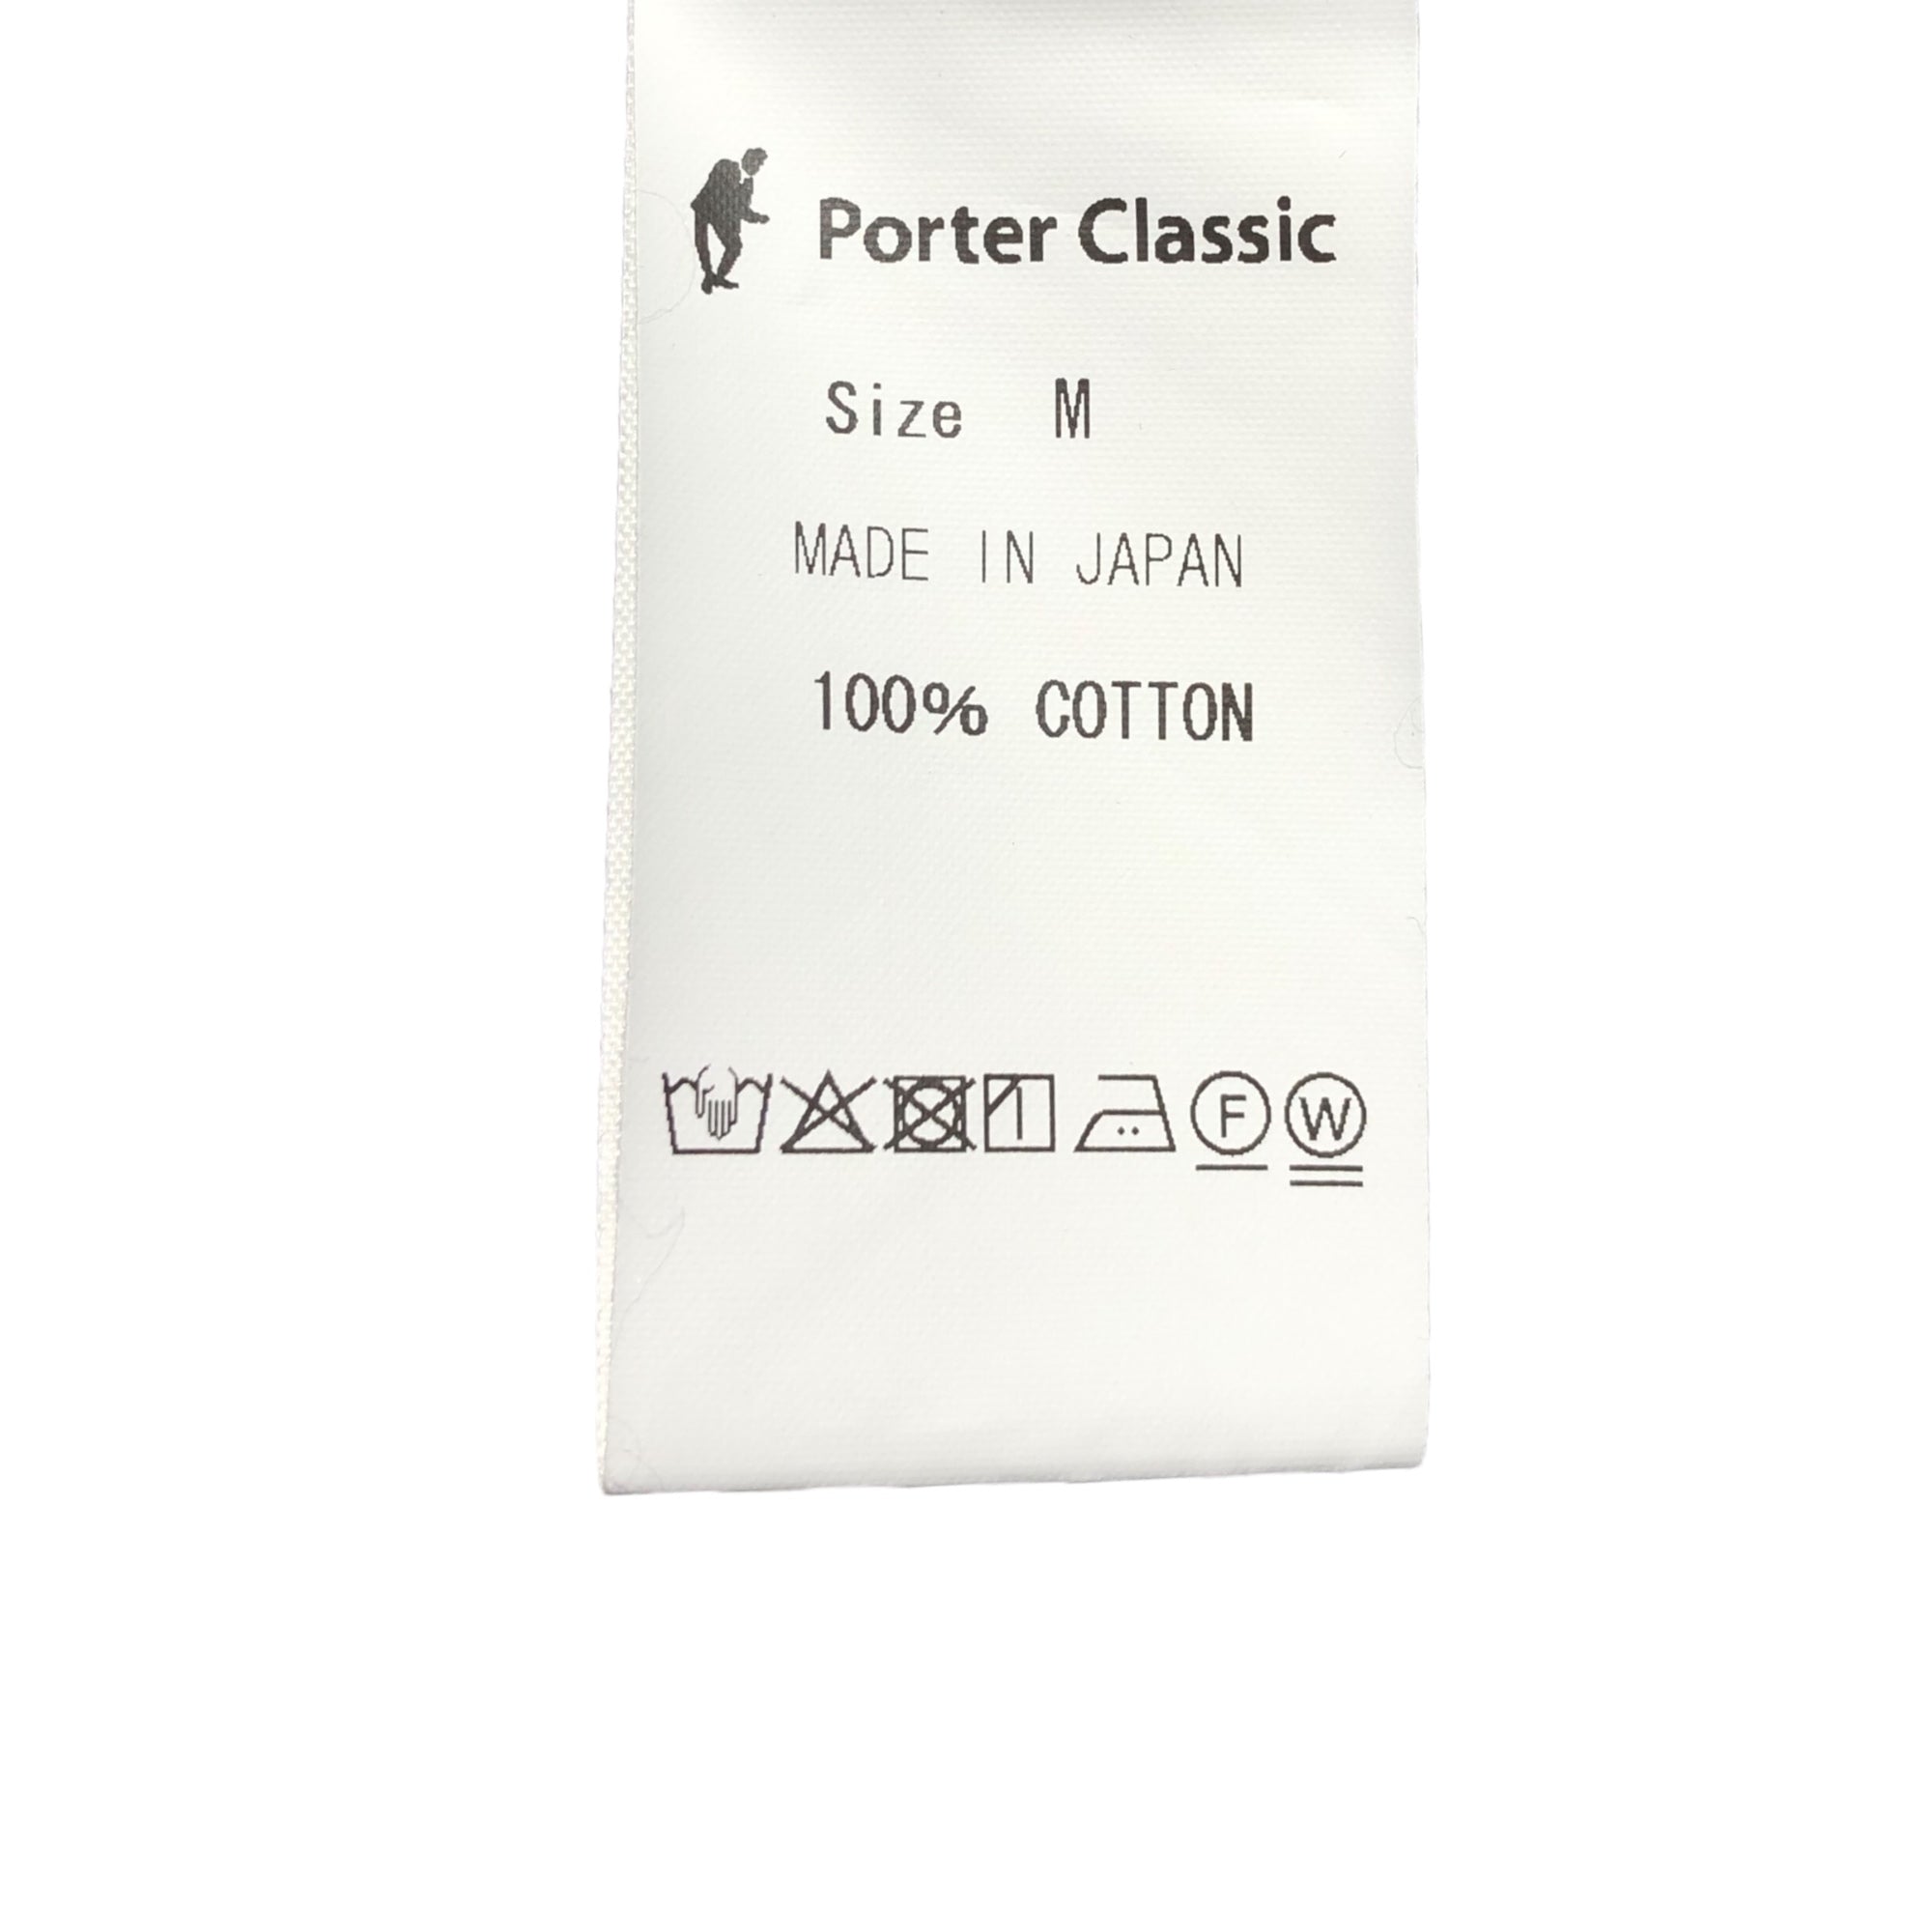 Porter Classic
Size M
MADE IN JAPAN
100% COTTON
F W